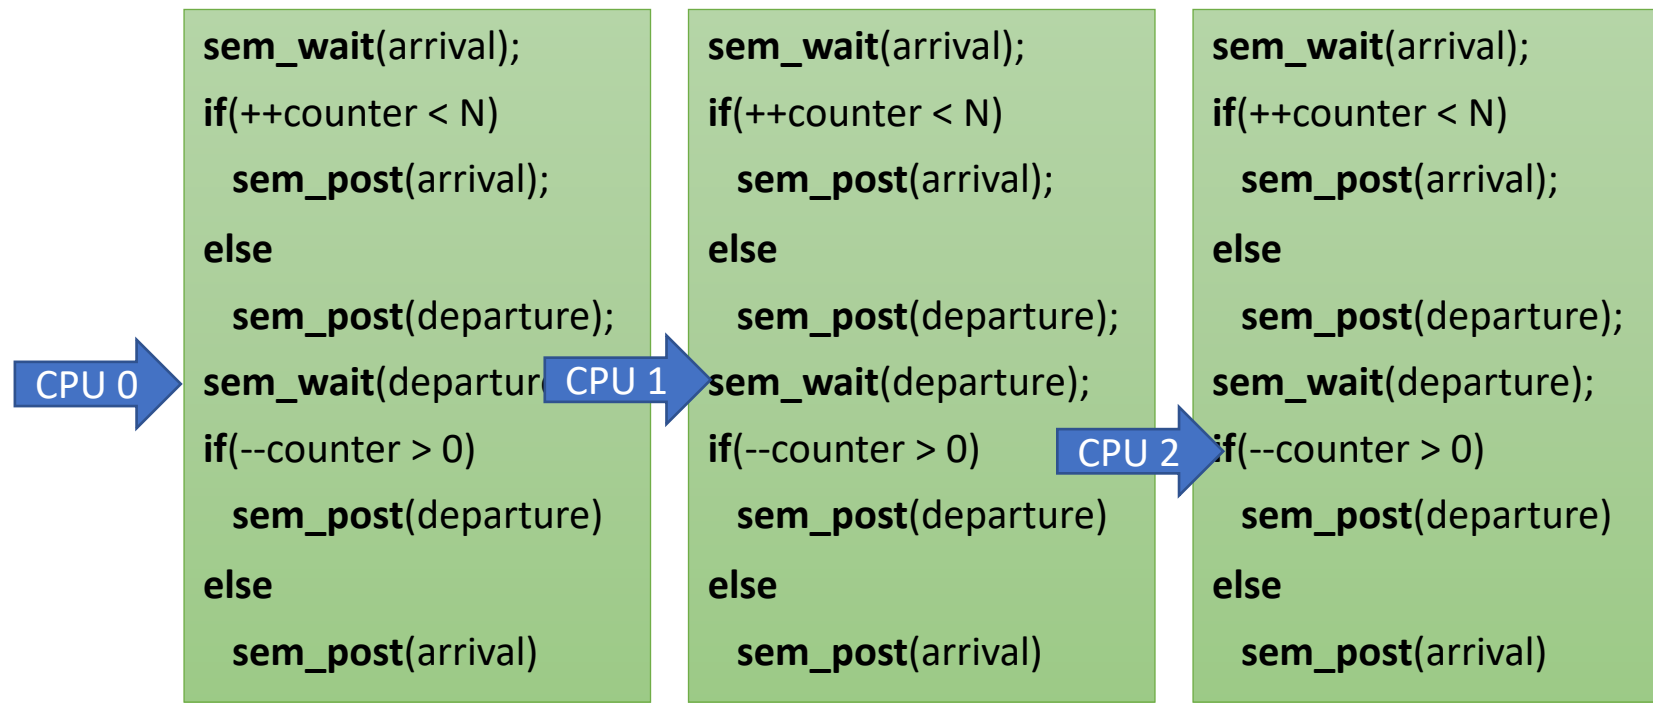 sem_wait(arrival);
if(++counter < N)
sem_post(arrival);
else
sem_post(departure);
sem_wait(departur
if(--counter > 0)
sem_post(departure)
else
sem_post(arrival)
CPU 0
sem_wait(arrival);
if(++counter < N)
sem_post(arrival);
else
sem_post(departure);
sem_wait(departure);
if(--counter > 0)
sem_post(departure)
else
sem_post(arrival)
CPU 1
sem_wait(arrival);
if(++counter < N)
sem_post(arrival);
else
sem_post(departure);
sem_wait(departure);
if(--counter > 0)
sem_post(departure)
else
sem_post(arrival)
CPU 2